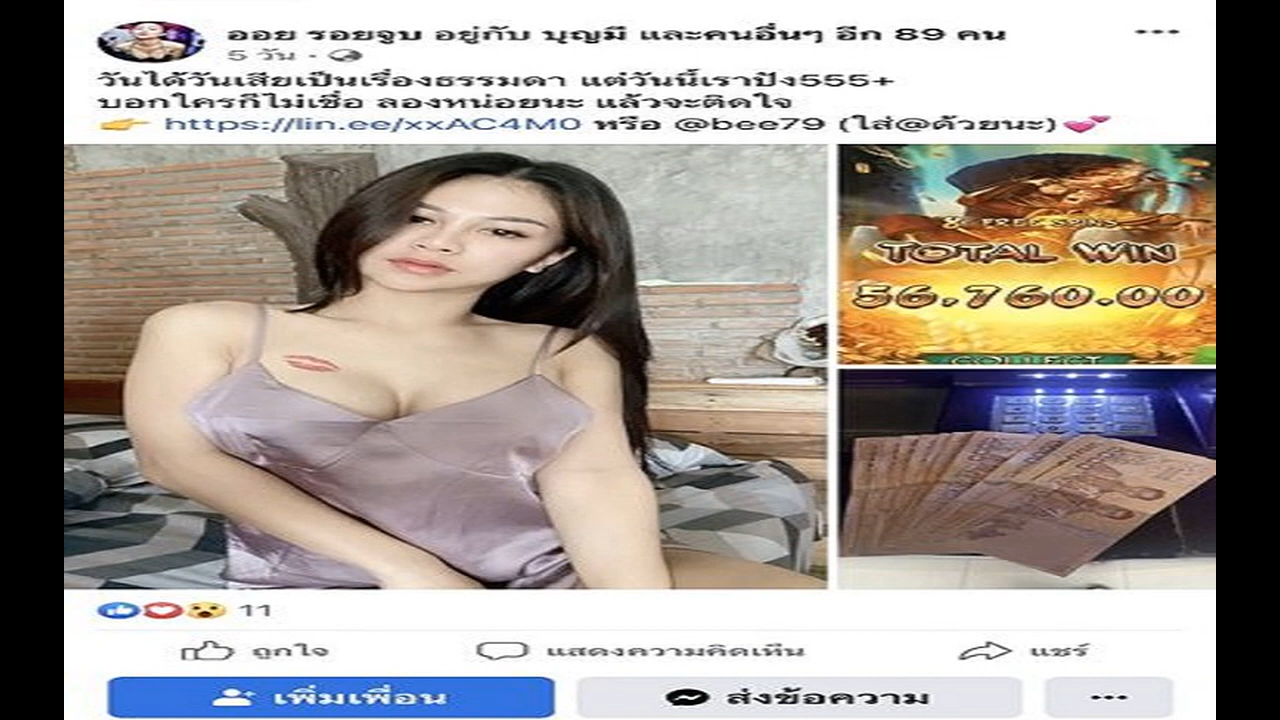 ออย รอยจูบ อยู่กับ บุญมี และคนอื่นๆ อีก 89 คน
5 วัน ·
วันได้วันเสียเป็นเรื่องธรรมดา แต่วันนี้เราปัง555+
บอกใครก็ไม่เชื่อ ลองหน่อยนะ แล้วจะติดใจ
👉 https://lin.ee/xxAC4M0 หรือ @bee79 (ใส่@ด้วยนะ)💕
8 FREE SPINS
TOTAL WIN
56,760.00
COLLECT
11
ถูกใจ แสดงความคิดเห็น แชร์
เพิ่มเพื่อน ส่งข้อความ